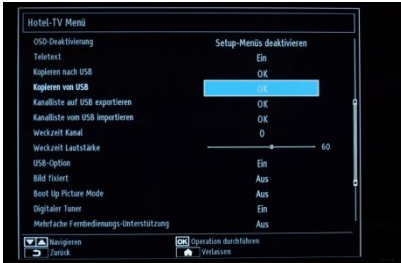 Hotel-TV Menü
OSD-Deaktivierung Setup-Menüs deaktivieren
Teletext Ein
Kopieren nach USB OK
Kopieren von USB OK
Kanalliste auf USB exportieren OK
Kanalliste vom USB importieren OK
Weckzeit Kanal 0
Weckzeit Lautstärke 60
USB-Option Ein
Bild fixiert Aus
Boot Up Picture Mode Aus
Digitaler Tuner Ein
Mehrfache Fernbedienungs-Unterstützung Aus
Navigieren OK Operation durchführen
Zurück Verlassen